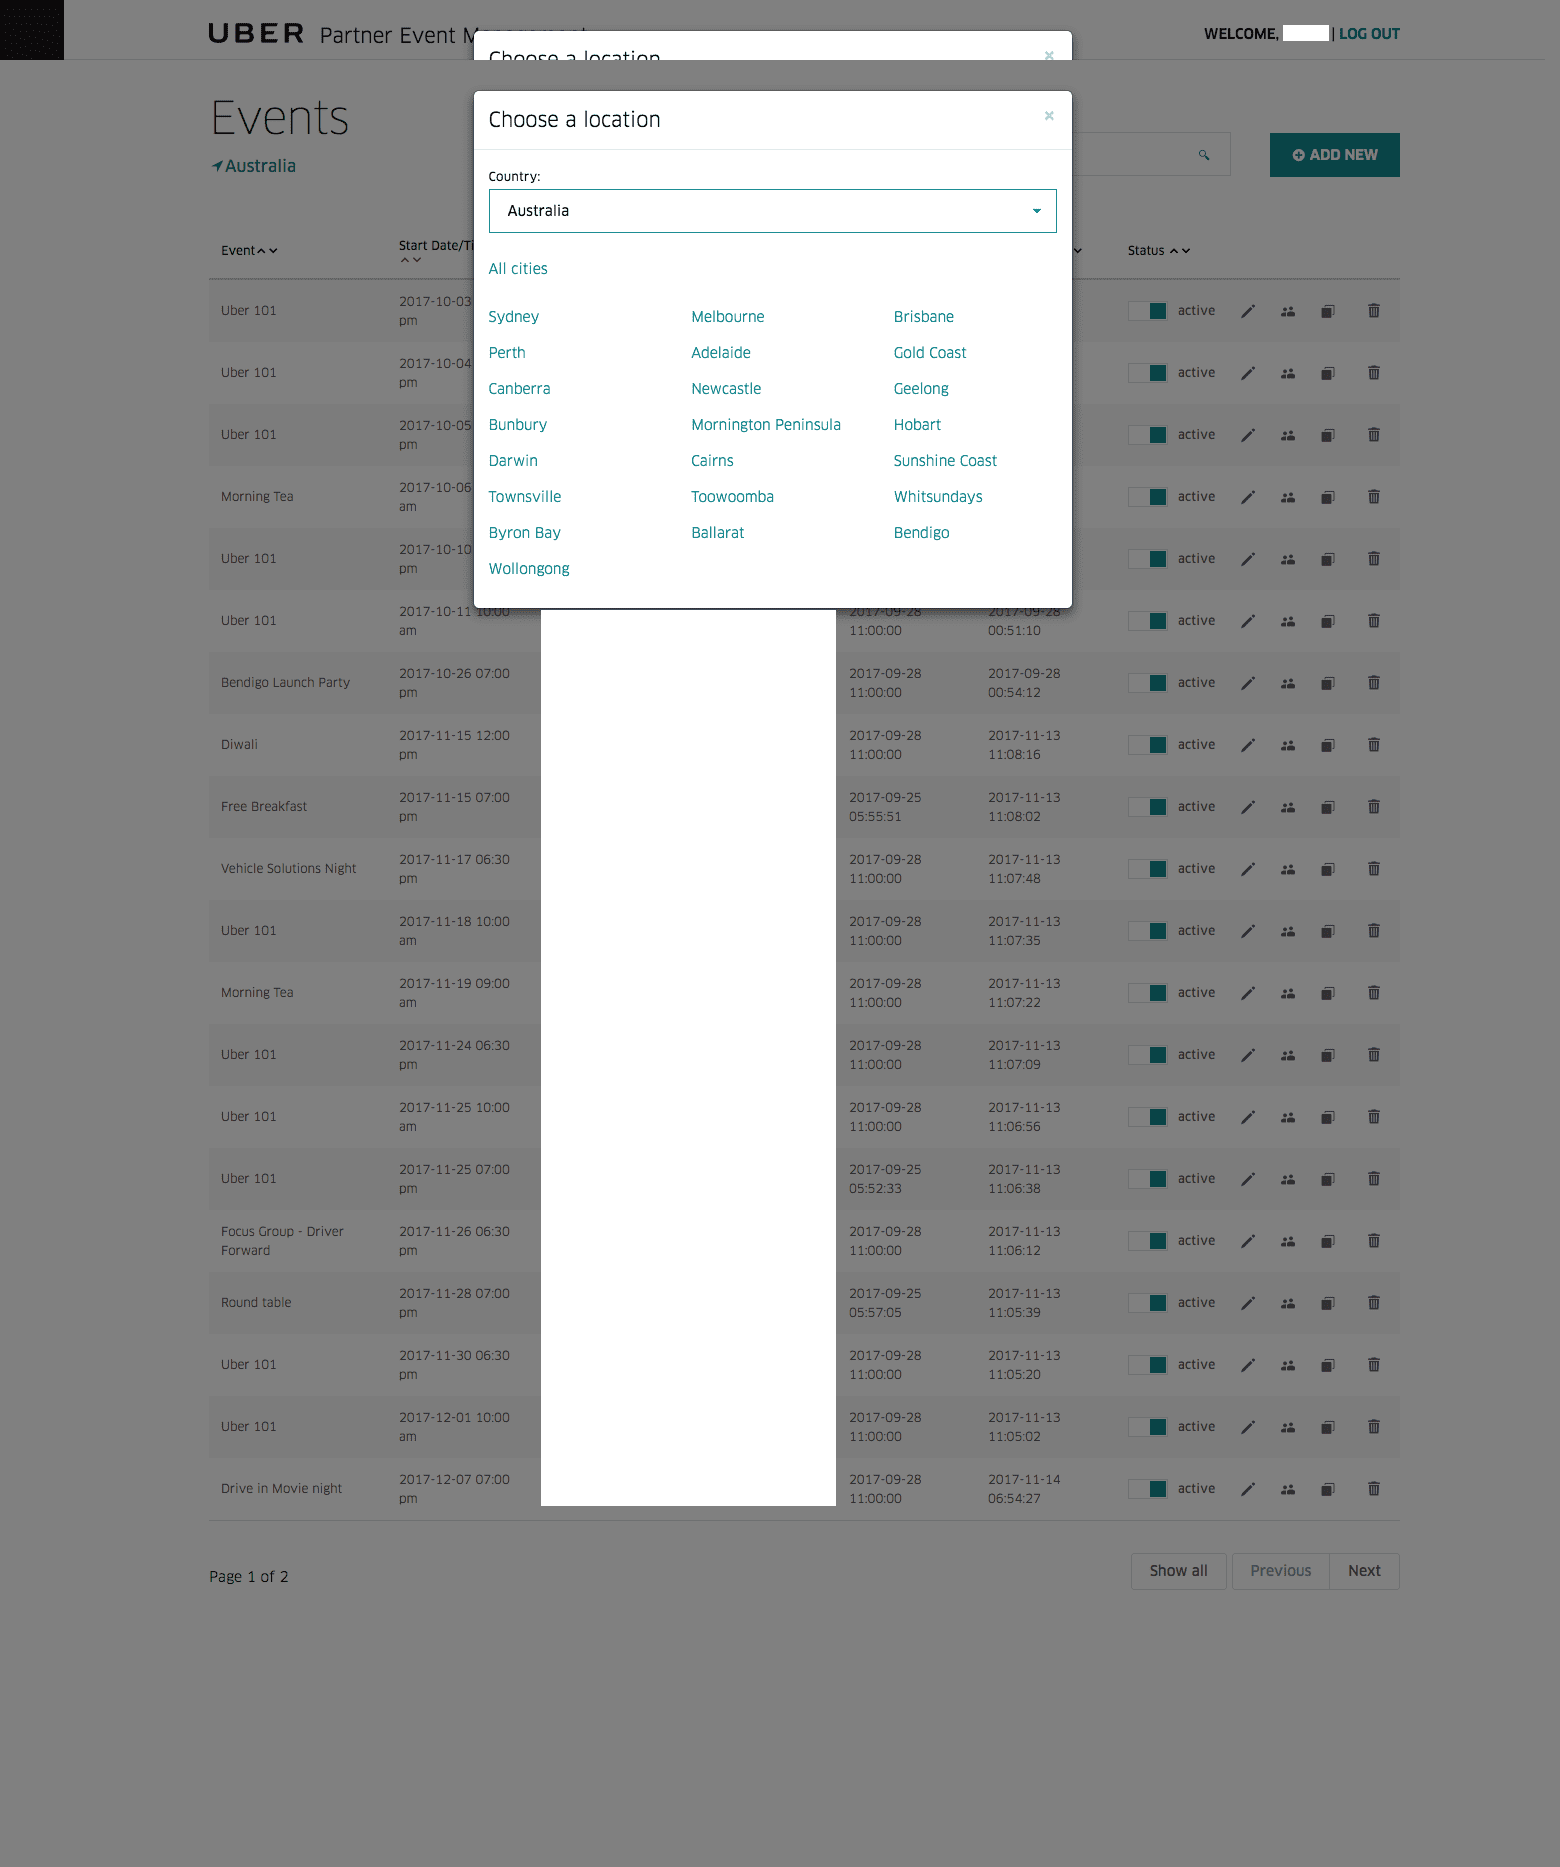 UBER Partner Event M
WELCOME, | LOG OUT
Choose a location ×
Events
Australia
ADD NEW
Choose a location ×
Country:
Australia
All cities
Sydney Melbourne Brisbane
Perth Adelaide Gold Coast
Canberra Newcastle Geelong
Bunbury Mornington Peninsula Hobart
Darwin Cairns Sunshine Coast
Townsville Toowoomba Whitsundays
Byron Bay Ballarat Bendigo
Wollongong
Event Start Date/Ti Status
Uber 101 2017-10-03 active
pm
Uber 101 2017-10-04 active
pm
Uber 101 2017-10-05 active
pm
Morning Tea 2017-10-06 active
am
Uber 101 2017-10-10 active
pm
Uber 101 2017-10-11 10:00 2017-09-28 2017-09-28 active
am 11:00:00 00:51:10
Bendigo Launch Party 2017-10-26 07:00 2017-09-28 2017-09-28 active
pm 11:00:00 00:54:12
Diwali 2017-11-15 12:00 2017-09-28 2017-11-13 active
pm 11:00:00 11:08:16
Free Breakfast 2017-11-15 07:00 2017-09-25 2017-11-13 active
pm 05:55:51 11:08:02
Vehicle Solutions Night 2017-11-17 06:30 2017-09-28 2017-11-13 active
pm 11:00:00 11:07:48
Uber 101 2017-11-18 10:00 2017-09-28 2017-11-13 active
am 11:00:00 11:07:35
Morning Tea 2017-11-19 09:00 2017-09-28 2017-11-13 active
am 11:00:00 11:07:22
Uber 101 2017-11-24 06:30 2017-09-28 2017-11-13 active
pm 11:00:00 11:07:09
Uber 101 2017-11-25 10:00 2017-09-28 2017-11-13 active
am 11:00:00 11:06:56
Uber 101 2017-11-25 07:00 2017-09-25 2017-11-13 active
pm 05:52:33 11:06:38
Focus Group - Driver 2017-11-26 06:30 2017-09-28 2017-11-13 active
Forward pm 11:00:00 11:06:12
Round table 2017-11-28 07:00 2017-09-25 2017-11-13 active
pm 05:57:05 11:05:39
Uber 101 2017-11-30 06:30 2017-09-28 2017-11-13 active
pm 11:00:00 11:05:20
Uber 101 2017-12-01 10:00 2017-09-28 2017-11-13 active
am 11:00:00 11:05:02
Drive in Movie night 2017-12-07 07:00 2017-09-28 2017-11-14 active
pm 11:00:00 06:54:27
Page 1 of 2 Show all Previous Next